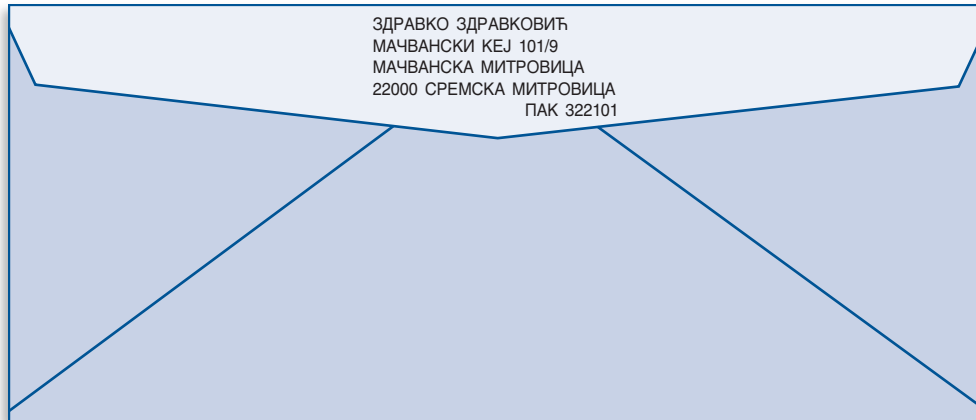 ЗДРАВКО ЗДРАВКОВИЋ
МАЧВАНСКИ КЕЈ 101/9
МАЧВАНСКА МИТРОВИЦА
22000 СРЕМСКА МИТРОВИЦА
ПАК 322101